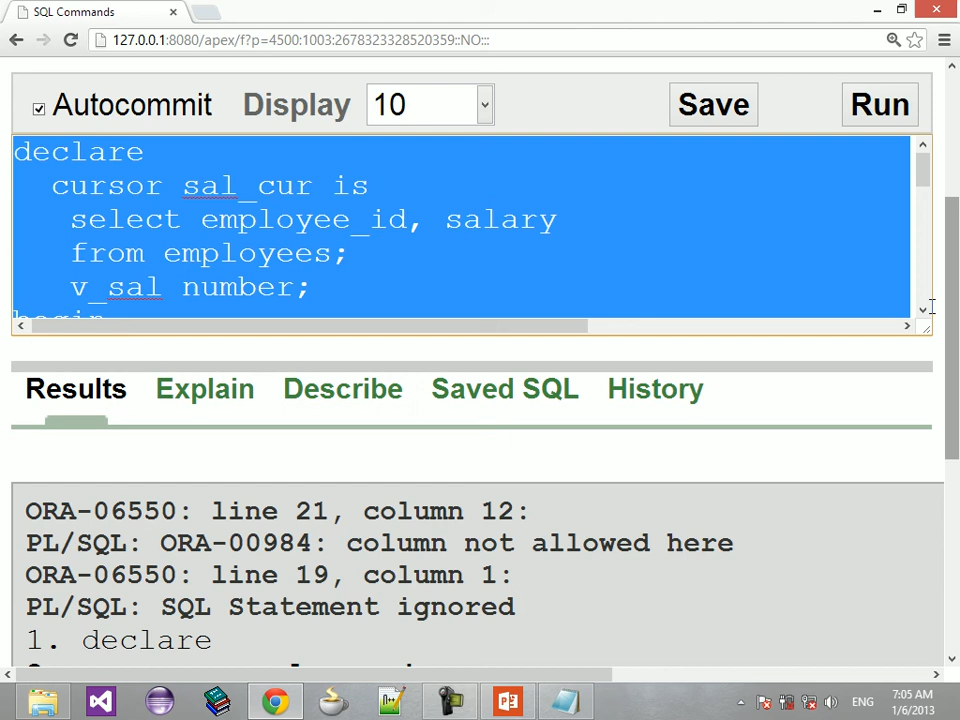 SQL Commands
127.0.0.1:8080/apex/f?p=4500:1003:2678323328520359::NO:::
Autocommit Display 10 Save Run
declare
cursor sal_cur is
select employee_id, salary
from employees;
v_sal number;
begin
Results Explain Describe Saved SQL History
ORA-06550: line 21, column 12:
PL/SQL: ORA-00984: column not allowed here
ORA-06550: line 19, column 1:
PL/SQL: SQL Statement ignored
1. declare
ENG
7:05 AM
1/6/2013